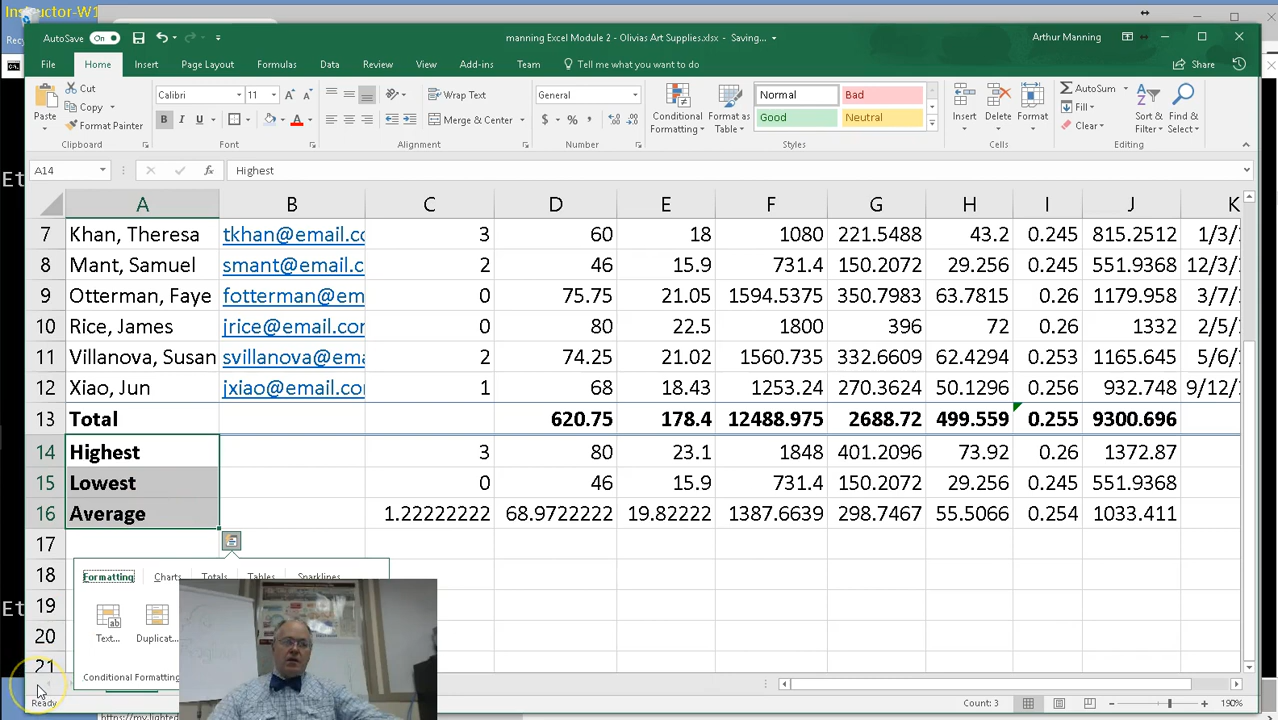 Instructor-W1
AutoSave On
manning Excel Module 2 - Olivias Art Supplies.xlsx - Saving...
Arthur Manning
Recy
File Home Insert Page Layout Formulas Data Review View Add-ins Team Tell me what you want to do Share
Paste
Cut
Copy
Format Painter
Clipboard
Calibri 11
B I U
Font
Wrap Text
Merge & Center
Alignment
General
$ % ,
Number
Conditional Formatting
Format as Table
Normal Bad
Good Neutral
Styles
Insert Delete Format
Cells
AutoSum
Fill
Clear
Sort & Filter
Find & Select
Editing
A14 fx Highest
Et
A B C D E F G H I J K
7 Khan, Theresa tkhan@email.co 3 60 18 1080 221.5488 43.2 0.245 815.2512 1/3/
8 Mant, Samuel smant@email.c 2 46 15.9 731.4 150.2072 29.256 0.245 551.9368 12/3/
9 Otterman, Faye fotterman@em 0 75.75 21.05 1594.5375 350.7983 63.7815 0.26 1179.958 3/7/
10 Rice, James jrice@email.cor 0 80 22.5 1800 396 72 0.26 1332 2/5/
11 Villanova, Susan svillanova@ema 2 74.25 21.02 1560.735 332.6609 62.4294 0.253 1165.645 5/6/
12 Xiao, Jun jxiao@email.co 1 68 18.43 1253.24 270.3624 50.1296 0.256 932.748 9/12/
13 Total 620.75 178.4 12488.975 2688.72 499.559 0.255 9300.696
14 Highest 3 80 23.1 1848 401.2096 73.92 0.26 1372.87
15 Lowest 0 46 15.9 731.4 150.2072 29.256 0.245 551.9368
16 Average 1.22222222 68.9722222 19.82222 1387.6639 298.7467 55.5066 0.254 1033.411
17
18
19
20
21
Formatting Charts Totals Tables Sparklines
Text... Duplicat...
Conditional Formatting
Et
Ready Count: 3 190%